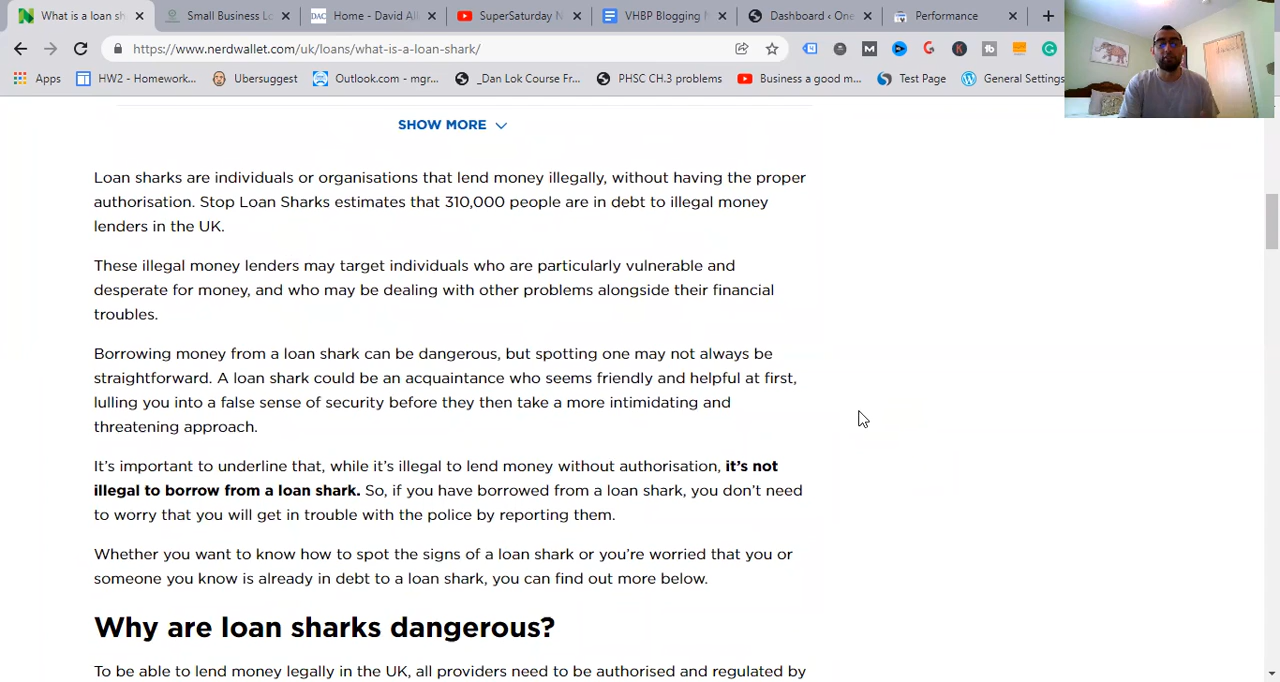 What is a loan sh
Small Business Lo
DAC Home - David All
SuperSaturday N
VHBP Blogging N
Dashboard ‹ One
Performance
https://www.nerdwallet.com/uk/loans/what-is-a-loan-shark/
Apps
HW2 - Homework...
Ubersuggest
Outlook.com - mgr...
_Dan Lok Course Fr...
PHSC CH.3 problems
Business a good m...
Test Page
General Settings
SHOW MORE
Loan sharks are individuals or organisations that lend money illegally, without having the proper
authorisation. Stop Loan Sharks estimates that 310,000 people are in debt to illegal money
lenders in the UK.
These illegal money lenders may target individuals who are particularly vulnerable and
desperate for money, and who may be dealing with other problems alongside their financial
troubles.
Borrowing money from a loan shark can be dangerous, but spotting one may not always be
straightforward. A loan shark could be an acquaintance who seems friendly and helpful at first,
lulling you into a false sense of security before they then take a more intimidating and
threatening approach.
It's important to underline that, while it's illegal to lend money without authorisation, it's not
illegal to borrow from a loan shark. So, if you have borrowed from a loan shark, you don't need
to worry that you will get in trouble with the police by reporting them.
Whether you want to know how to spot the signs of a loan shark or you're worried that you or
someone you know is already in debt to a loan shark, you can find out more below.
Why are loan sharks dangerous?
To be able to lend money legally in the UK, all providers need to be authorised and regulated by